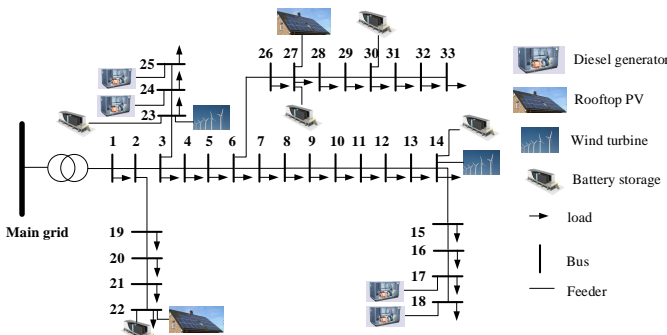 26 27 28 29 30 31 32 33
25
24
23
1 2 3 4 5 6 7 8 9 10 11 12 13 14
Main grid
19
20
21
22
15
16
17
18
Diesel generator
Rooftop PV
Wind turbine
Battery storage
load
Bus
Feeder